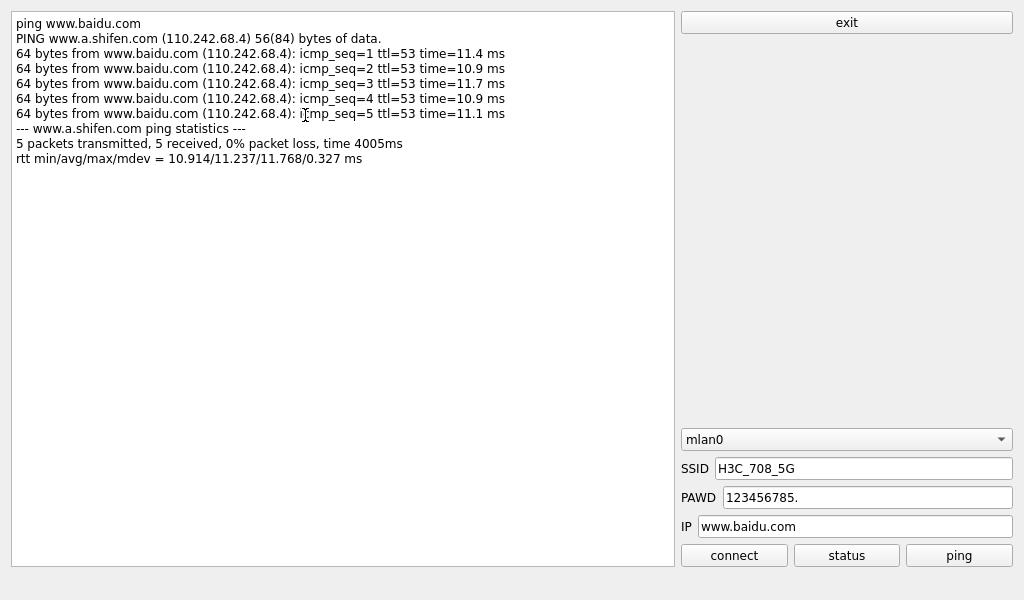 ping www.baidu.com
PING www.a.shifen.com (110.242.68.4) 56(84) bytes of data.
64 bytes from www.baidu.com (110.242.68.4): icmp_seq=1 ttl=53 time=11.4 ms
64 bytes from www.baidu.com (110.242.68.4): icmp_seq=2 ttl=53 time=10.9 ms
64 bytes from www.baidu.com (110.242.68.4): icmp_seq=3 ttl=53 time=11.7 ms
64 bytes from www.baidu.com (110.242.68.4): icmp_seq=4 ttl=53 time=10.9 ms
64 bytes from www.baidu.com (110.242.68.4): icmp_seq=5 ttl=53 time=11.1 ms
--- www.a.shifen.com ping statistics ---
5 packets transmitted, 5 received, 0% packet loss, time 4005ms
rtt min/avg/max/mdev = 10.914/11.237/11.768/0.327 ms
exit
mlan0
SSID H3C_708_5G
PAWD 123456785.
IP www.baidu.com
connect status ping